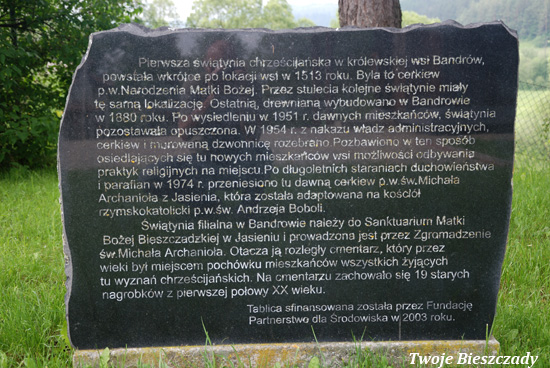 Pierwsza świątynia chrześcijańska w królewskiej wsi Bandrów,
powstała wkrótce po lokacji wsi w 1513 roku. Była to cerkiew
p.w.Narodzenia Matki Bożej. Przez stulecia kolejne świątynie miały
tę samą lokalizację. Ostatnią, drewnianą wybudowano w Bandrowie
w 1880 roku. Po wysiedleniu w 1951 r. dawnych mieszkańców, świątynia
pozostawała opuszczona. W 1954 r. z nakazu władz administracyjnych,
cerkiew i murowaną dzwonnicę rozebrano.Pozbawiono w ten sposób
osiedlających się tu nowych mieszkańców wsi możliwości odbywania
praktyk religijnych na miejscu.Po długoletnich staraniach duchowieństwa
i parafian w 1974 r. przeniesiono tu dawną cerkiew p.w.św.Michała
Archanioła z Jasienia, która została adaptowana na kościół
rzymskokatolicki p.w.św. Andrzeja Boboli.
Świątynia filialna w Bandrowie należy do Sanktuarium Matki
Bożej Bieszczadzkiej w Jasieniu i prowadzona jest przez Zgromadzenie
św.Michała Archanioła. Otacza ją rozległy cmentarz, który przez
wieki był miejscem pochówku mieszkańców wszystkich żyjących
tu wyznań chrześcijańskich. Na cmentarzu zachowało się 19 starych
nagrobków z pierwszej połowy XX wieku.
Tablica sfinansowana została przez Fundację
Partnerstwo dla Środowiska w 2003 roku.
Twoje Bieszczady